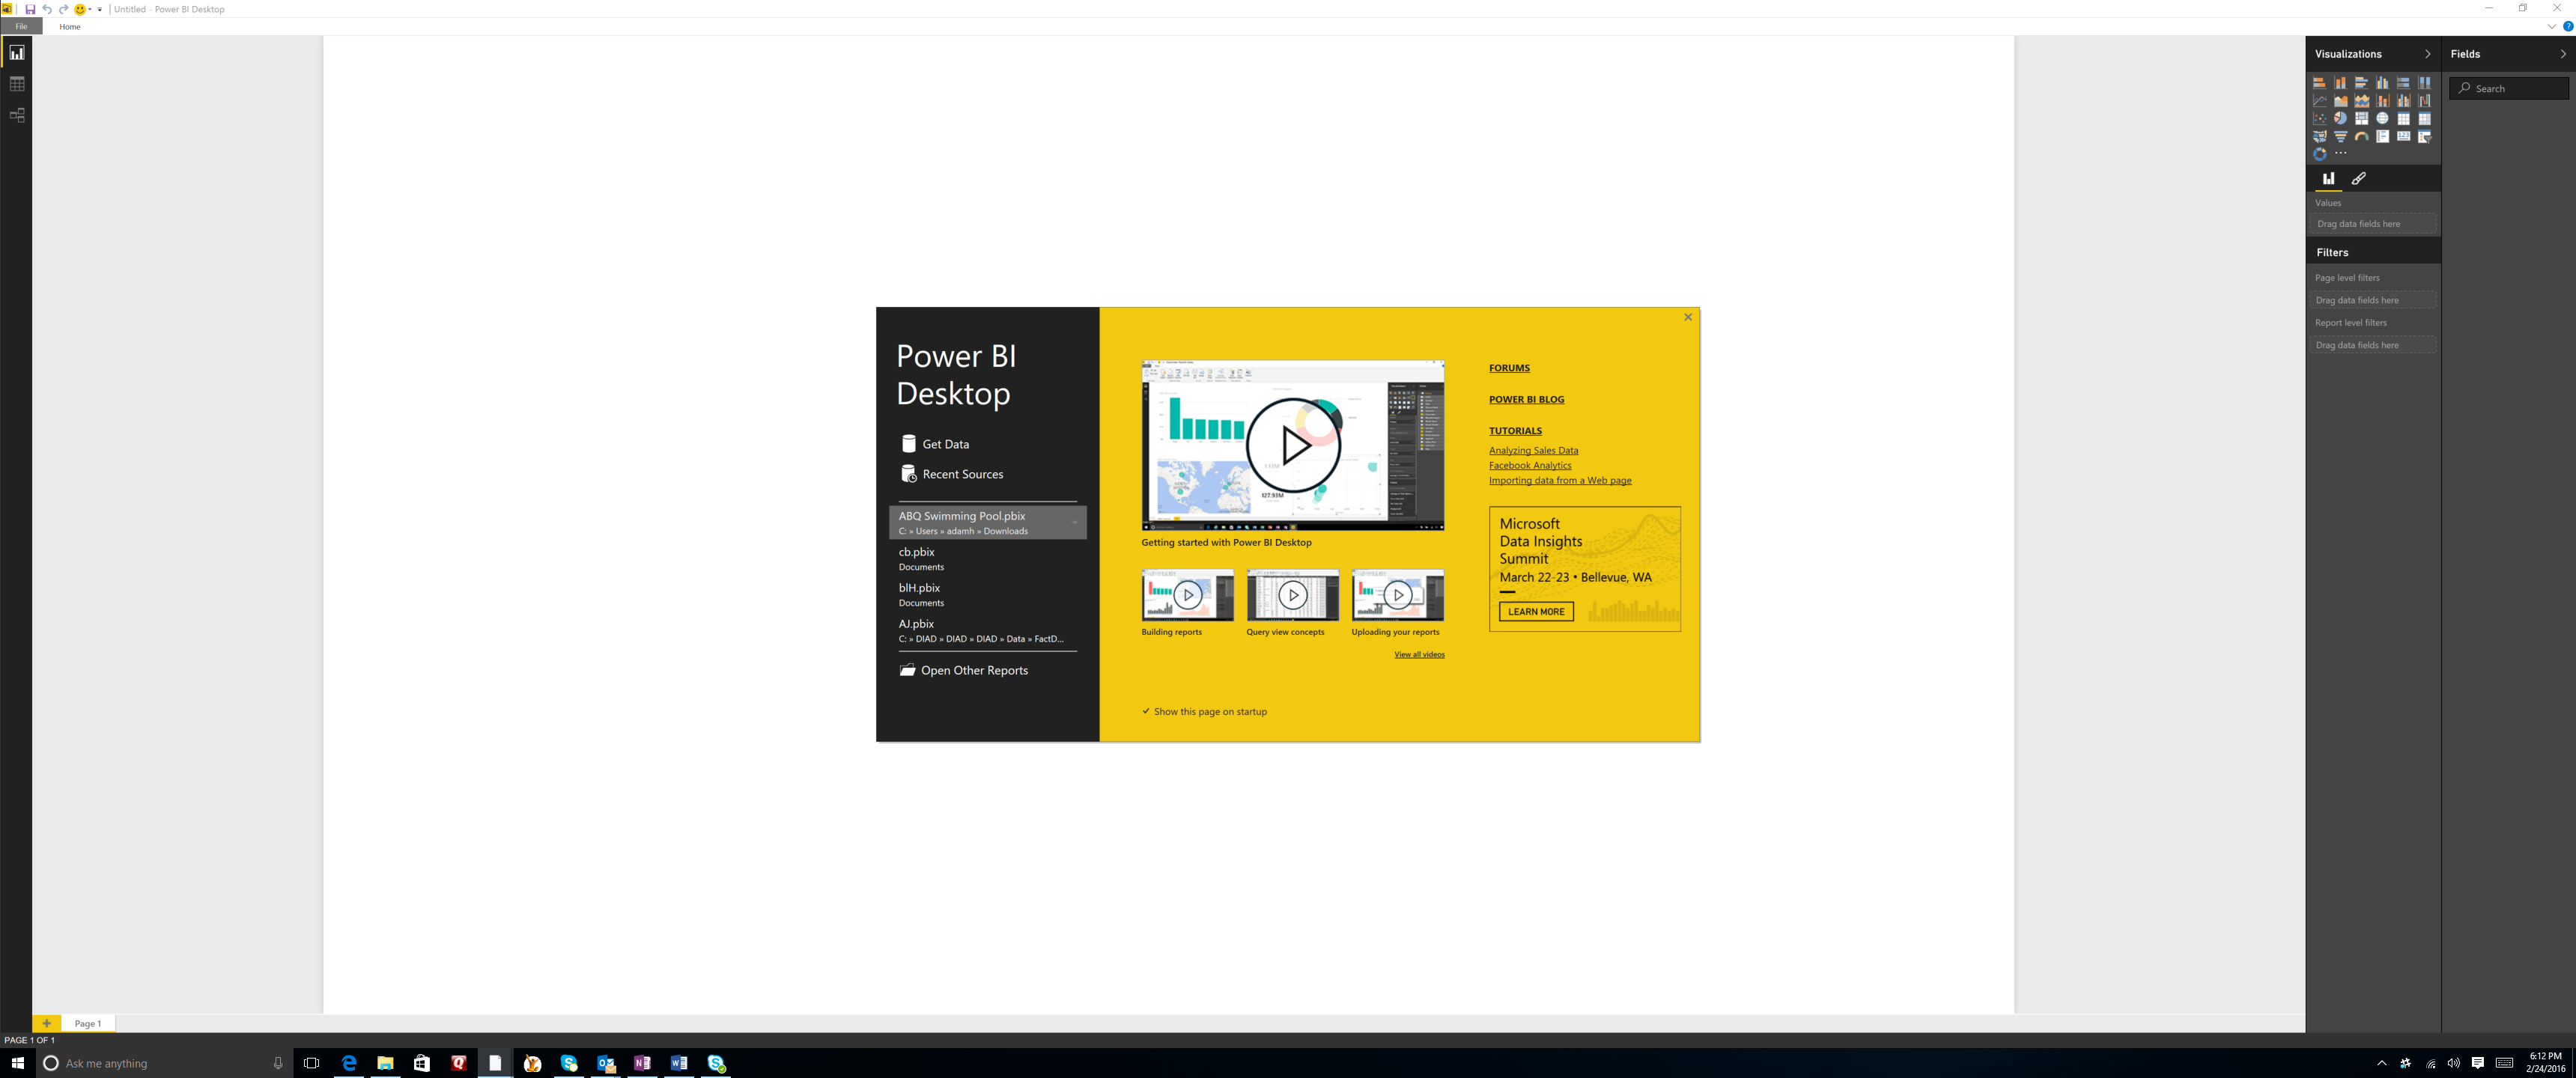 Untitled - Power BI Desktop
File
Home
Visualizations
Fields
Search
Values
Drag data fields here
Filters
Page level filters
Drag data fields here
Report level filters
Drag data fields here
Power BI
Desktop
Get Data
Recent Sources
ABQ Swimming Pool.pbix
C: » Users » adamh » Downloads
cb.pbix
Documents
blH.pbix
Documents
AJ.pbix
C: » DIAD » DIAD » DIAD » Data » FactD...
Open Other Reports
127.93M
Getting started with Power BI Desktop
Building reports
Query view concepts
Uploading your reports
View all videos
Show this page on startup
FORUMS
POWER BI BLOG
TUTORIALS
Analyzing Sales Data
Facebook Analytics
Importing data from a Web page
Microsoft
Data Insights
Summit
March 22-23 • Bellevue, WA
LEARN MORE
Page 1
PAGE 1 OF 1
Ask me anything
6:12 PM
2/24/2016